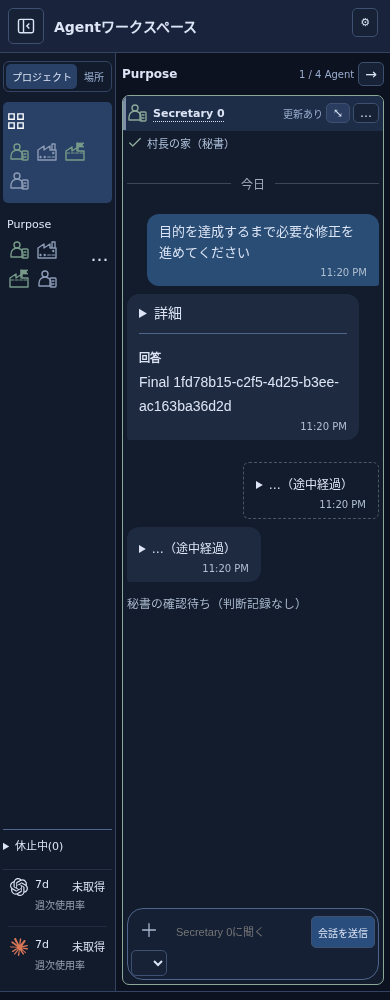 Agentワークスペース
プロジェクト 場所
Purpose
...
休止中(0)
7d 未取得
週次使用率
7d 未取得
週次使用率
Purpose 1 / 4 Agent →
Secretary 0 更新あり ...
村長の家（秘書）
今日
目的を達成するまで必要な修正を
進めてください
11:20 PM
詳細
回答
Final 1fd78b15-c2f5-4d25-b3ee-
ac163ba36d2d
11:20 PM
…（途中経過）
11:20 PM
…（途中経過）
11:20 PM
秘書の確認待ち（判断記録なし）
Secretary 0に聞く
会話を送信